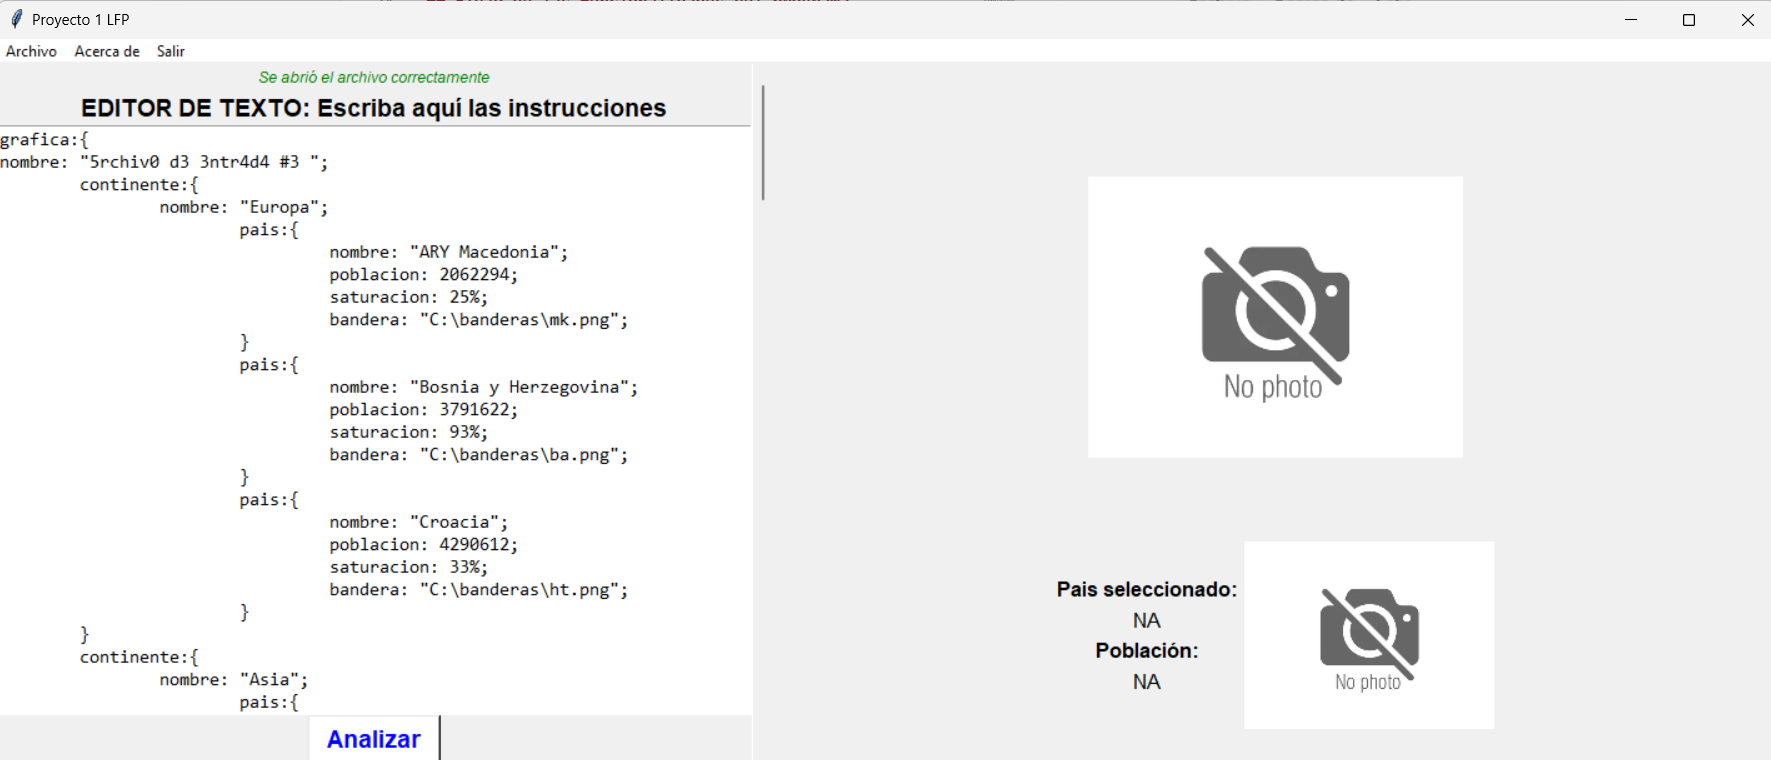 Proyecto 1 LFP
Archivo Acerca de Salir
Se abrió el archivo correctamente
EDITOR DE TEXTO: Escriba aquí las instrucciones
grafica:{
nombre: "5rchiv0 d3 3ntr4d4 #3 ";
continente:{
nombre: "Europa";
pais:{
nombre: "ARY Macedonia";
poblacion: 2062294;
saturacion: 25%;
bandera: "C:\banderas\mk.png";
}
pais:{
nombre: "Bosnia y Herzegovina";
poblacion: 3791622;
saturacion: 93%;
bandera: "C:\banderas\ba.png";
}
pais:{
nombre: "Croacia";
poblacion: 4290612;
saturacion: 33%;
bandera: "C:\banderas\ht.png";
}
}
continente:{
nombre: "Asia";
pais:{
Analizar
No photo
Pais seleccionado:
NA
Población:
NA
No photo